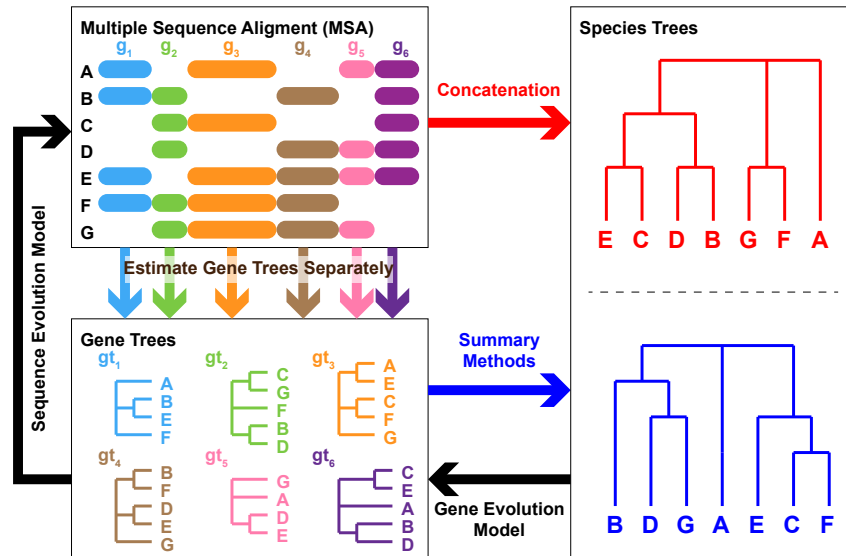 Multiple Sequence Aligment (MSA)
g1 g2 g3 g4 g5 g6
A
B
C
D
E
F
G
Concatenation
Species Trees
E C D B G F A
Sequence Evolution Model
Estimate Gene Trees Separately
Gene Trees
gt1
A
B
E
F
gt2
C
G
F
B
D
gt3
A
E
C
F
G
gt4
B
F
D
E
G
gt5
G
A
D
E
gt6
C
E
A
B
D
Summary
Methods
Gene Evolution
Model
B D G A E C F